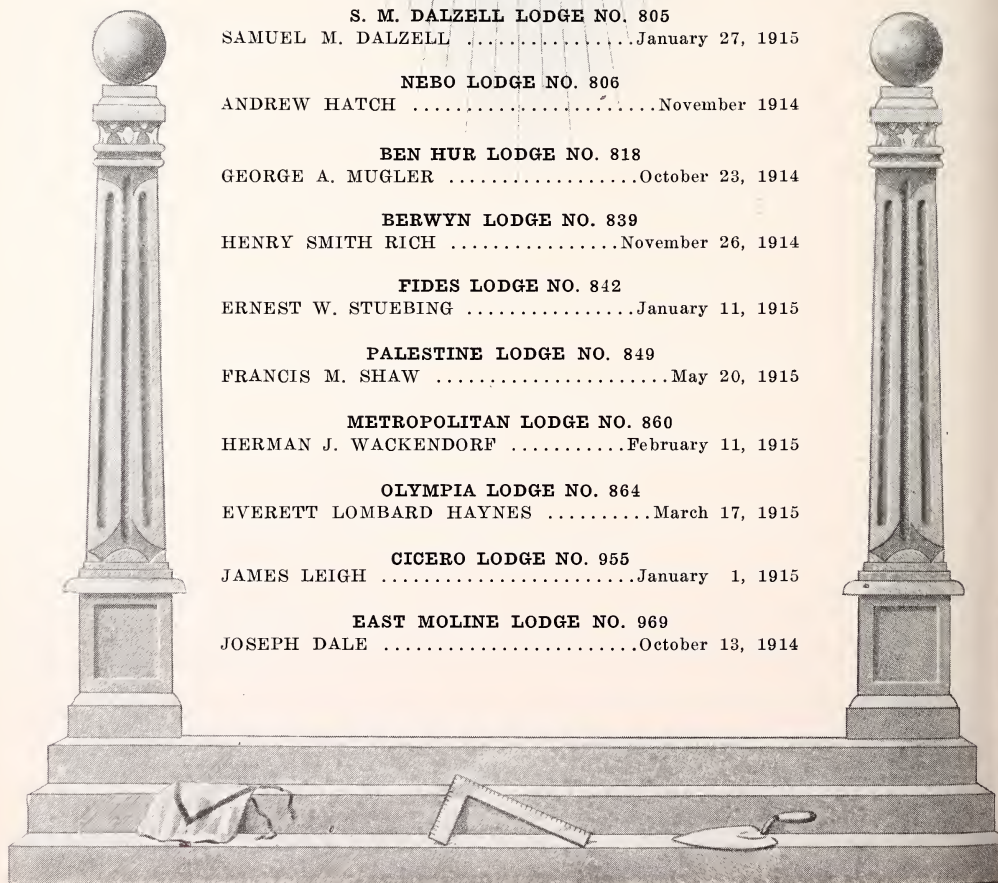 S. M. DALZELL LODGE NO. 805
SAMUEL M. DALZELL ................January 27, 1915
NEBO LODGE NO. 806
ANDREW HATCH .......................November 1914
BEN HUR LODGE NO. 818
GEORGE A. MUGLER ..................October 23, 1914
BERWYN LODGE NO. 839
HENRY SMITH RICH ................November 26, 1914
FIDES LODGE NO. 842
ERNEST W. STUEBING ................January 11, 1915
PALESTINE LODGE NO. 849
FRANCIS M. SHAW ......................May 20, 1915
METROPOLITAN LODGE NO. 860
HERMAN J. WACKENDORF ...........February 11, 1915
OLYMPIA LODGE NO. 864
EVERETT LOMBARD HAYNES ..........March 17, 1915
CICERO LODGE NO. 955
JAMES LEIGH ........................January 1, 1915
EAST MOLINE LODGE NO. 969
JOSEPH DALE ........................October 13, 1914